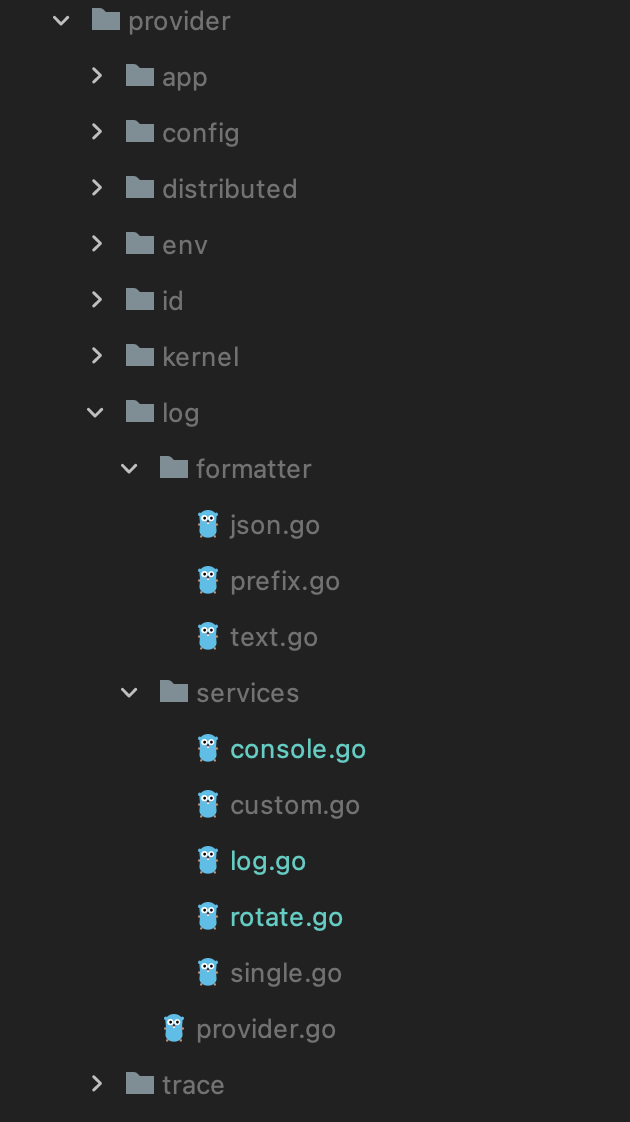 provider
app
config
distributed
env
id
kernel
log
formatter
json.go
prefix.go
text.go
services
console.go
custom.go
log.go
rotate.go
single.go
provider.go
trace